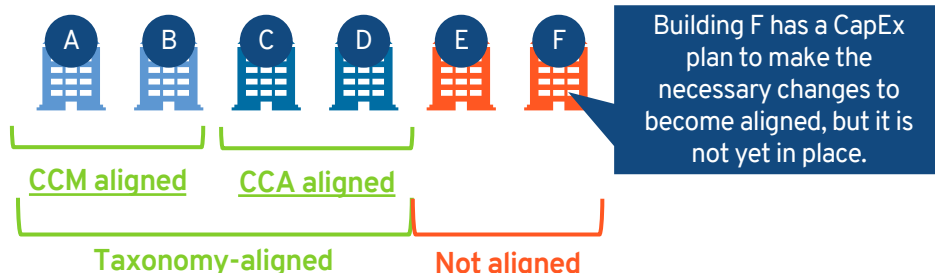 A B C D E F
Building F has a CapEx
plan to make the
necessary changes to
become aligned, but it is
not yet in place.
CCM aligned CCA aligned
Taxonomy-aligned Not aligned